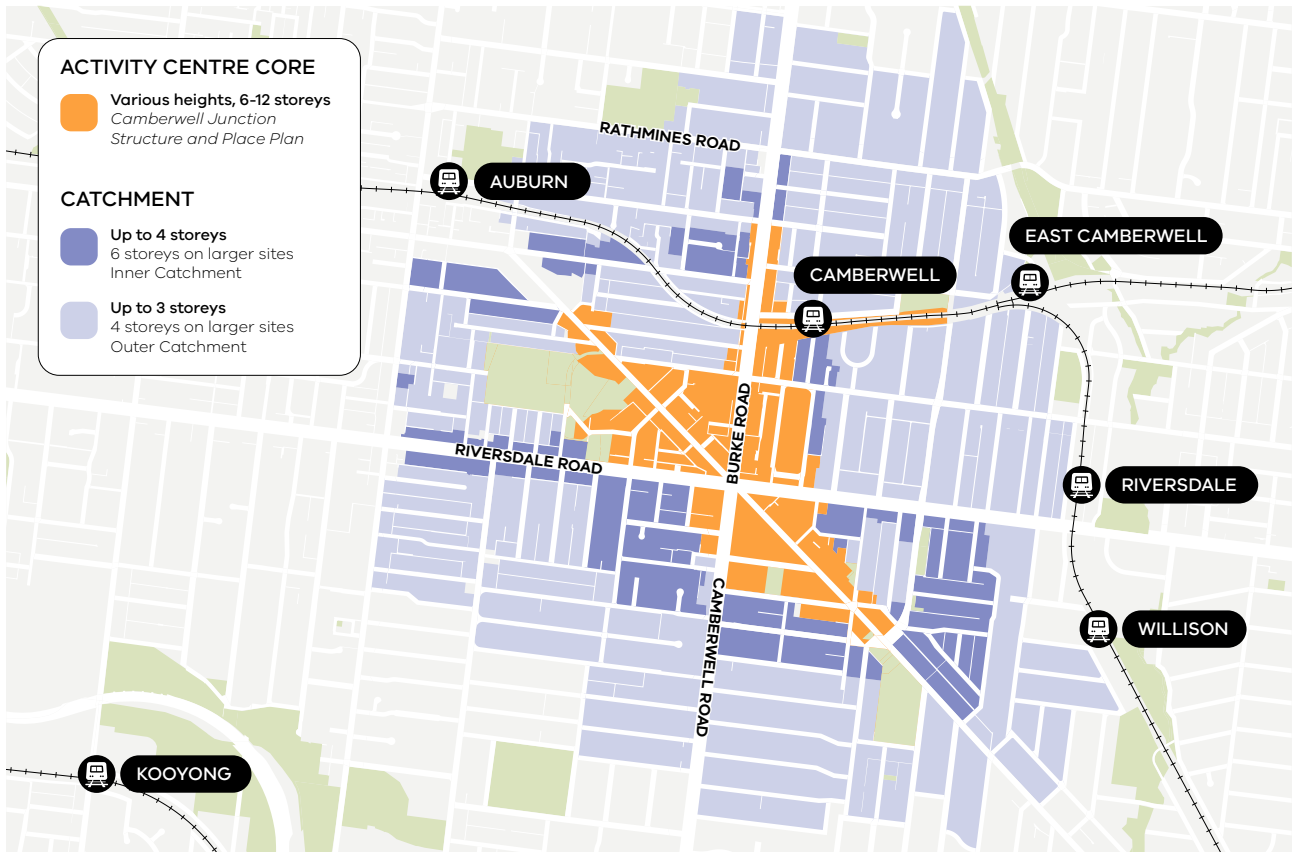 ACTIVITY CENTRE CORE
Various heights, 6-12 storeys
Camberwell Junction
Structure and Place Plan
CATCHMENT
Up to 4 storeys
6 storeys on larger sites
Inner Catchment
Up to 3 storeys
4 storeys on larger sites
Outer Catchment
RATHMINES ROAD
AUBURN
EAST CAMBERWELL
CAMBERWELL
BURKE ROAD
RIVERSDALE ROAD
RIVERSDALE
CAMBERWELL ROAD
WILLISON
KOOYONG